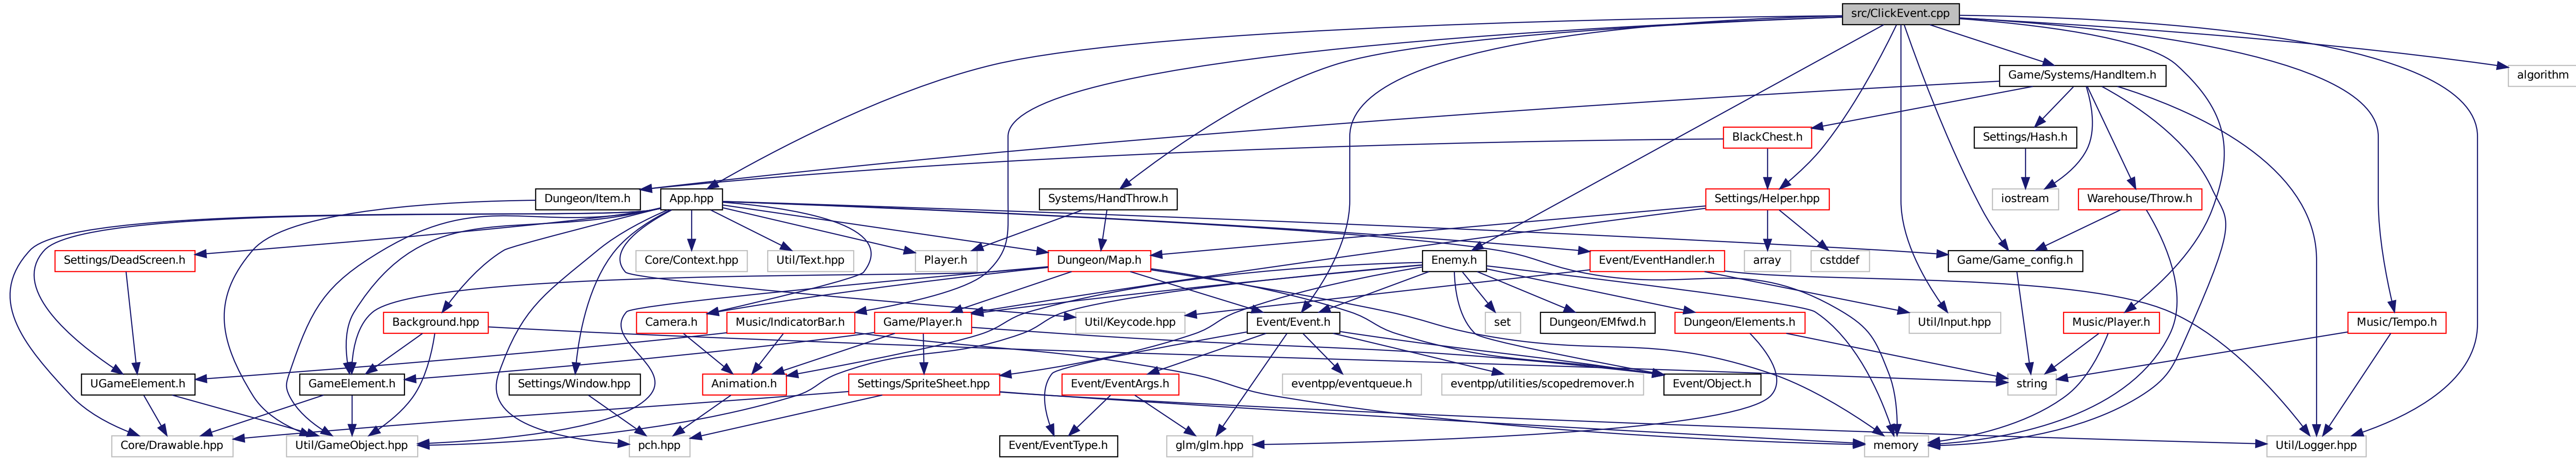 src/ClickEvent.cpp
Game/Systems/HandItem.h
algorithm
BlackChest.h
Settings/Hash.h
Dungeon/Item.h
App.hpp
Systems/HandThrow.h
Settings/Helper.hpp
iostream
Warehouse/Throw.h
Settings/DeadScreen.h
Core/Context.hpp
Util/Text.hpp
Player.h
Dungeon/Map.h
Enemy.h
Event/EventHandler.h
array
cstddef
Game/Game_config.h
Background.hpp
Camera.h
Music/IndicatorBar.h
Game/Player.h
Util/Keycode.hpp
Event/Event.h
set
Dungeon/EMfwd.h
Dungeon/Elements.h
Util/Input.hpp
Music/Player.h
Music/Tempo.h
UGameElement.h
GameElement.h
Settings/Window.hpp
Animation.h
Settings/SpriteSheet.hpp
Event/EventArgs.h
eventpp/eventqueue.h
eventpp/utilities/scopedremover.h
Event/Object.h
string
Core/Drawable.hpp
Util/GameObject.hpp
pch.hpp
Event/EventType.h
glm/glm.hpp
memory
Util/Logger.hpp